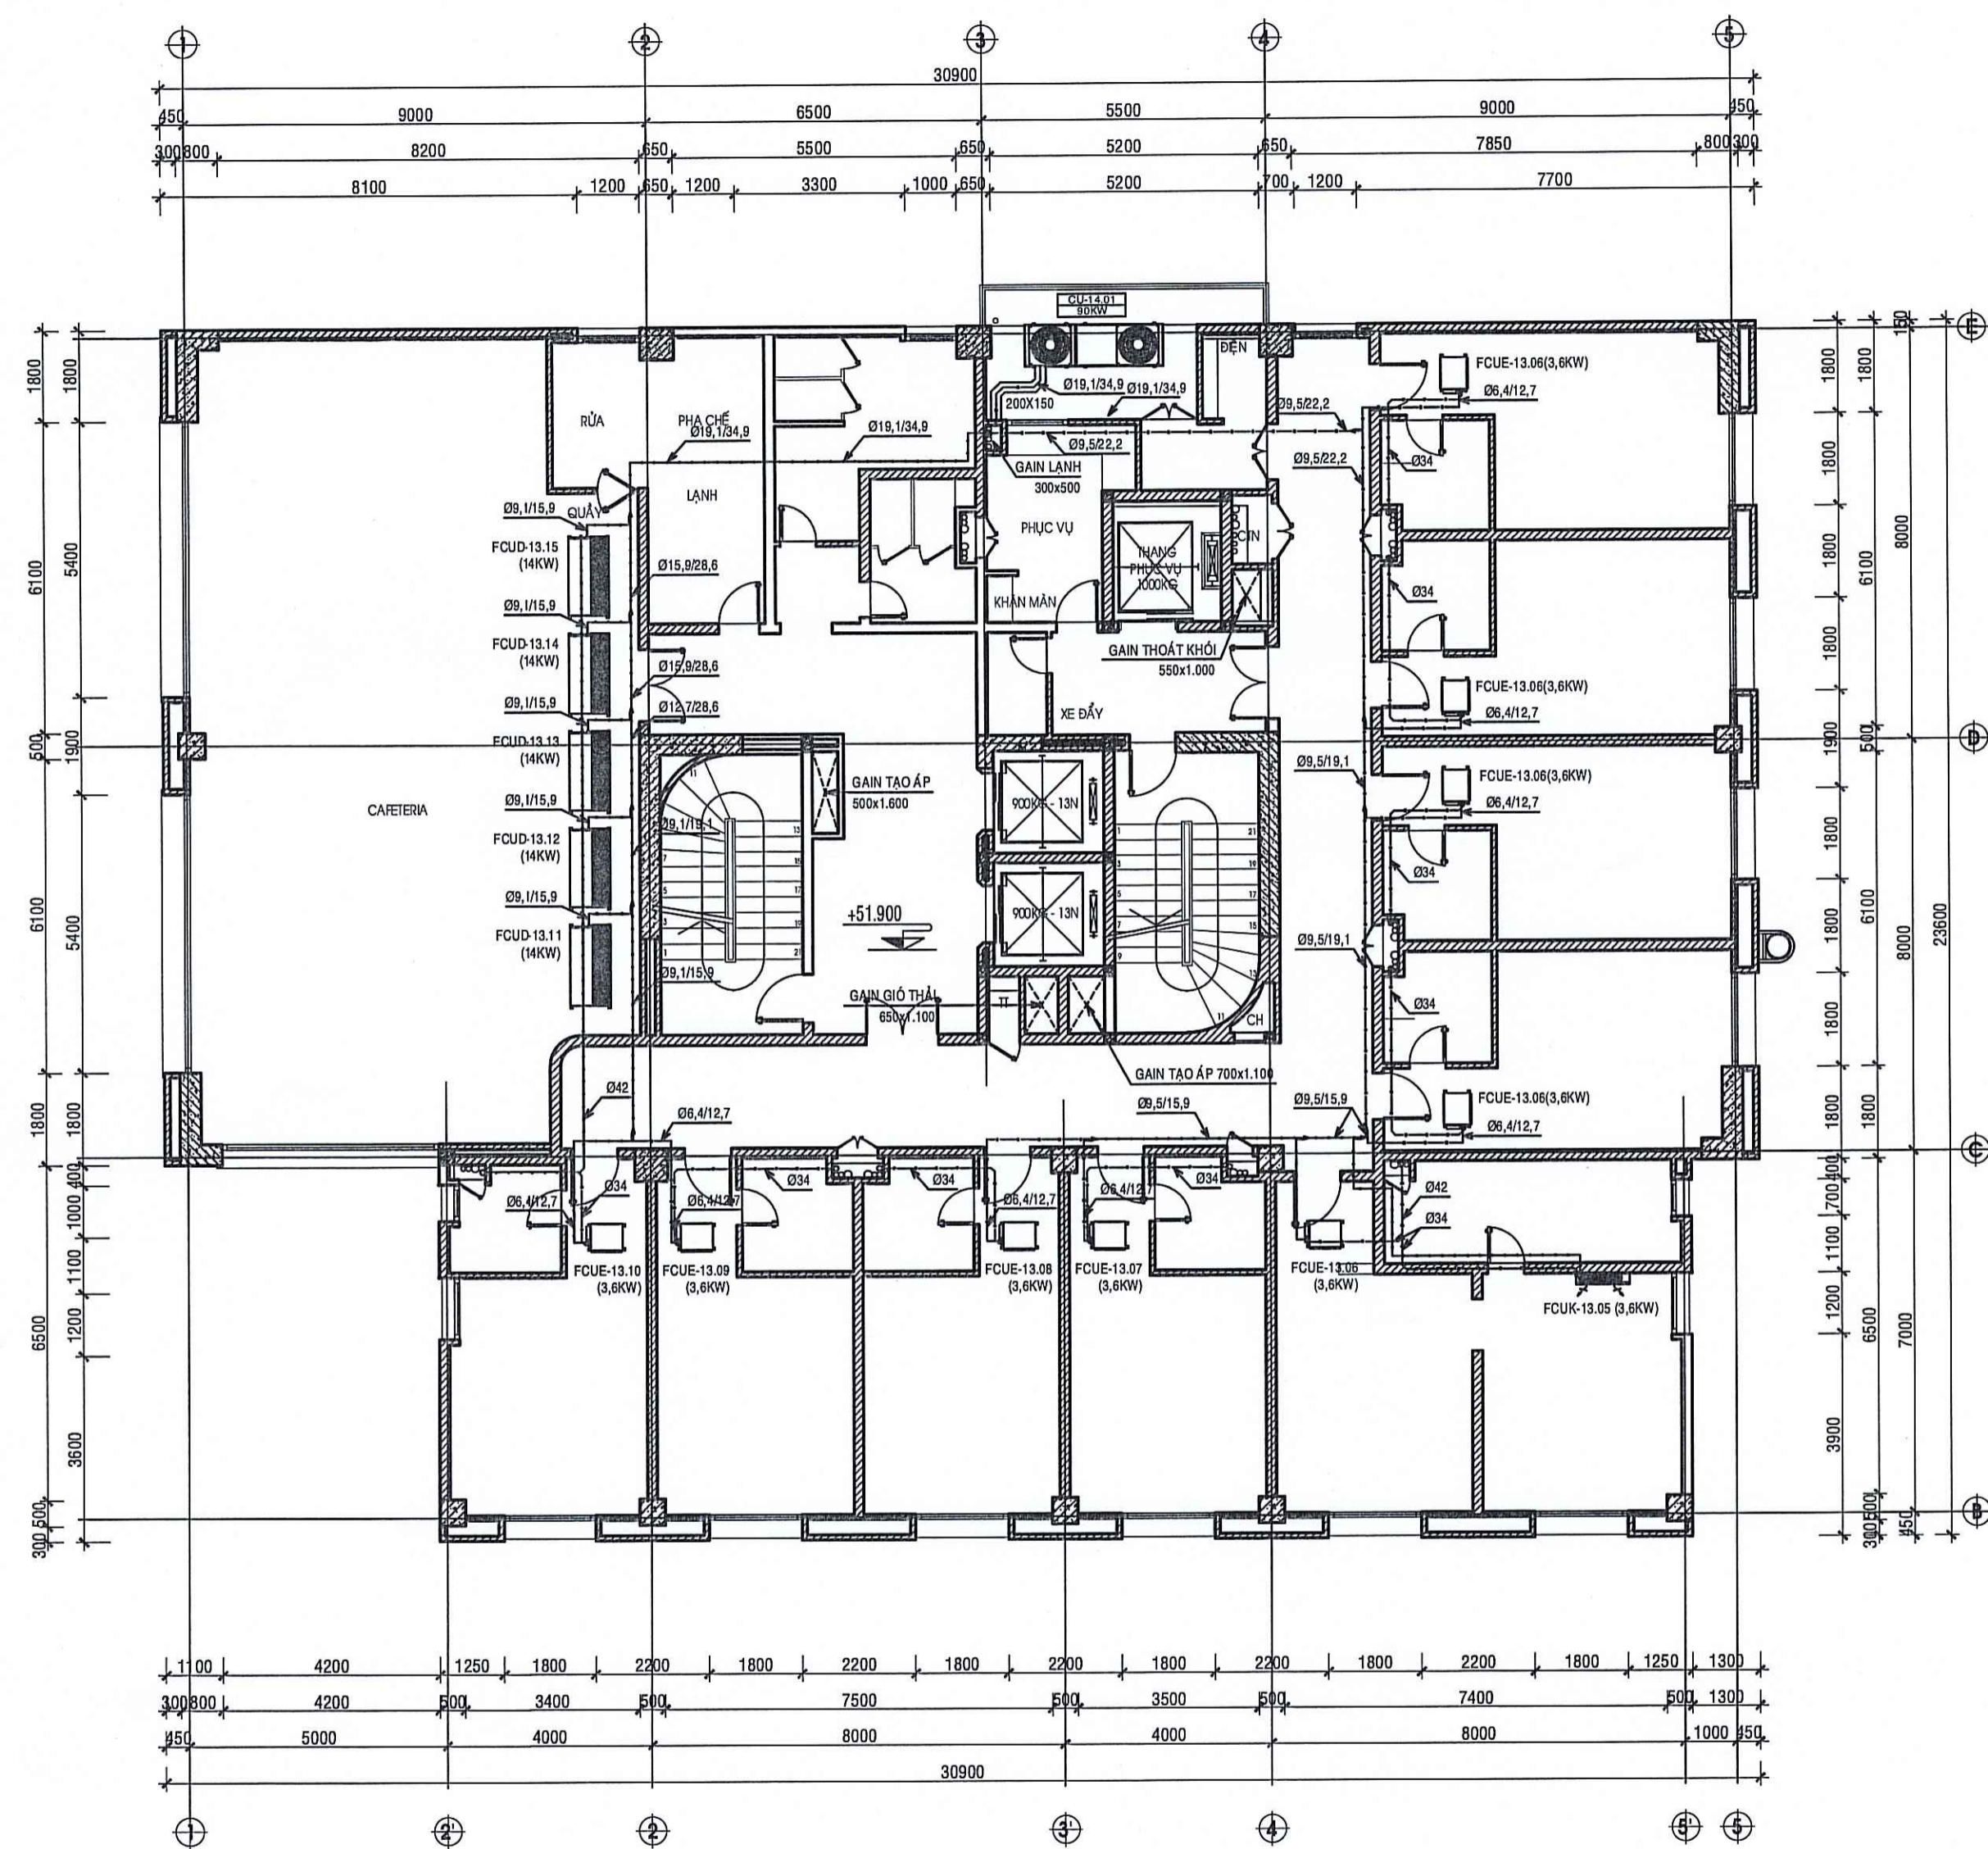 1 2 3 4 5
30900
450 9000 6500 5500 9000 450
300 800 8200 650 5500 650 5200 650 7850 800 300
8100 1200 650 1200 3300 1000 650 5200 700 1200 7700
CU-14.01
90KW
E
ĐIỆN
FCUE-13.06(3,6KW)
Ø6,4/12,7
Ø19,1/34,9
Ø19,1/34,9
200X150
Ø9,5/22,2
RỬA
PHA CHẾ
Ø19,1/34,9
Ø19,1/34,9
Ø9,5/22,2
Ø9,5/22,2
Ø34
GAIN LẠNH
300x500
LẠNH
QUẦY
Ø9,1/15,9
PHỤC VỤ
CTN
THANG
PHỤC VỤ
1000KG
FCUD-13.15
(14KW)
Ø15,9/28,6
Ø34
Ø9,1/15,9
KHĂN MÀN
FCUD-13.14
(14KW)
GAIN THOÁT KHÓI
550x1.000
Ø15,9/28,6
FCUE-13.06(3,6KW)
Ø6,4/12,7
Ø9,1/15,9
Ø12,7/28,6
XE ĐẨY
D
FCUD-13.13
(14KW)
GAIN TẠO ÁP
500x1.600
Ø9,5/19,1
FCUE-13.06(3,6KW)
Ø6,4/12,7
900KG - 13N
CAFETERIA
Ø9,1/15,9
Ø9,1/19,1
FCUD-13.12
(14KW)
Ø34
Ø9,1/15,9
900KG - 13N
+51.900
FCUD-13.11
(14KW)
Ø9,5/19,1
Ø9,1/15,9
GAIN GIÓ THẢI
650x1.100
TT
CH
Ø34
GAIN TẠO ÁP 700x1.100
Ø42
Ø6,4/12,7
Ø9,5/15,9
Ø9,5/15,9
FCUE-13.06(3,6KW)
Ø6,4/12,7
C
Ø34
Ø34
Ø34
Ø34
Ø42
Ø34
Ø6,4/12,7
Ø6,4/12,7
Ø6,4/12,7
Ø6,4/12,7
FCUE-13.10
(3,6KW)
FCUE-13.09
(3,6KW)
FCUE-13.08
(3,6KW)
FCUE-13.07
(3,6KW)
FCUE-13.06
(3,6KW)
FCUK-13.05 (3,6KW)
B
1800 6100 500 6100 1800 6500 500 300
1800 5400 1900 5400 1800 400 1000 1100 1200 3600
1800 1800 1800 1800 1900 1800 1800 1800 1800 400 700 1100 1200 3900
1800 6100 500 6100 1800 6500 500 300
150 8000 8000 7000 450
23600
1100 4200 1250 1800 2200 1800 2200 1800 2200 1800 2200 1800 2200 1800 1250 1300
300 800 4200 500 3400 500 7500 500 3500 500 7400 500 1300
450 5000 4000 8000 4000 8000 1000 450
30900
1 2' 2 3' 4 5' 5